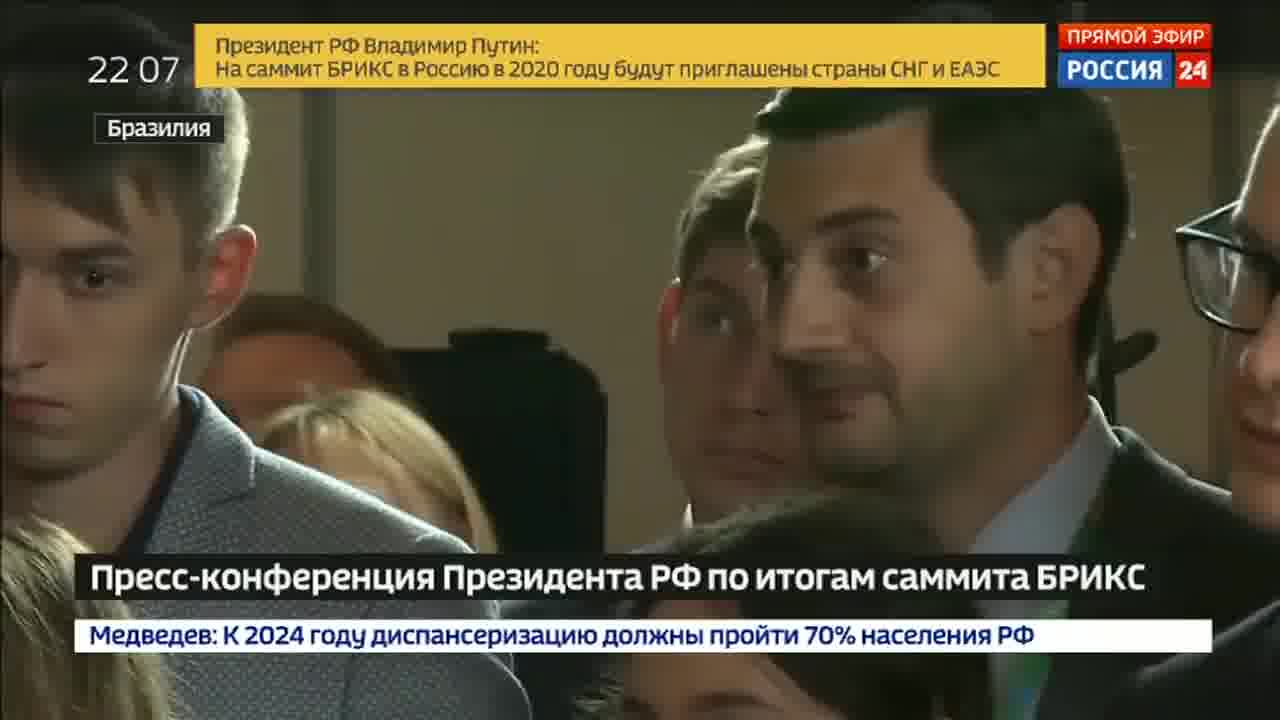 22 07
Президент РФ Владимир Путин:
На саммит БРИКС в Россию в 2020 году будут приглашены страны СНГ и ЕАЭС
ПРЯМОЙ ЭФИР
РОССИЯ 24
Бразилия
Пресс-конференция Президента РФ по итогам саммита БРИКС
Медведев: К 2024 году диспансеризацию должны пройти 70% населения РФ